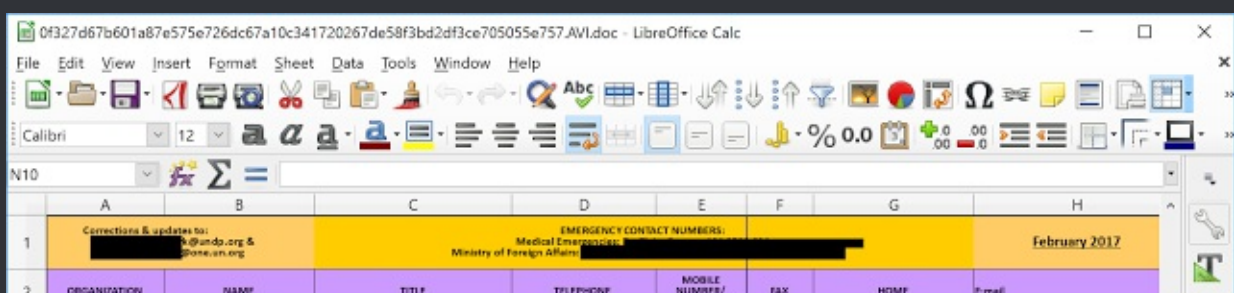 0f327d67b601a87e575e726dc67a10c341720267de58f3bd2df3ce705055e757.AVI.doc - LibreOffice Calc
File Edit View Insert Format Sheet Data Tools Window Help
Calibri 12
N10
A B C D E F G H
1
Corrections & updates to:
k@undp.org &
@one.un.org
EMERGENCY CONTACT NUMBERS:
Medical Emergencies:
Ministry of Foreign Affairs:
February 2017
MOBILE
2 ORGANIZATION NAME TITLE TELEPHONE NUMBER/ FAX HOME E-mail